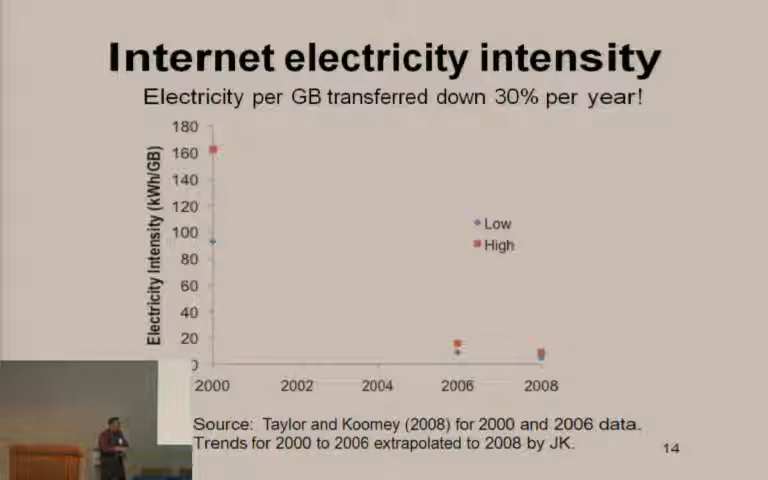 Internet electricity intensity
Electricity per GB transferred down 30% per year!
Electricity Intensity (kWh/GB)
180
160
140
120
100
80
60
40
20
0
Low
High
2000 2002 2004 2006 2008
Source: Taylor and Koomey (2008) for 2000 and 2006 data.
Trends for 2000 to 2006 extrapolated to 2008 by JK.
14